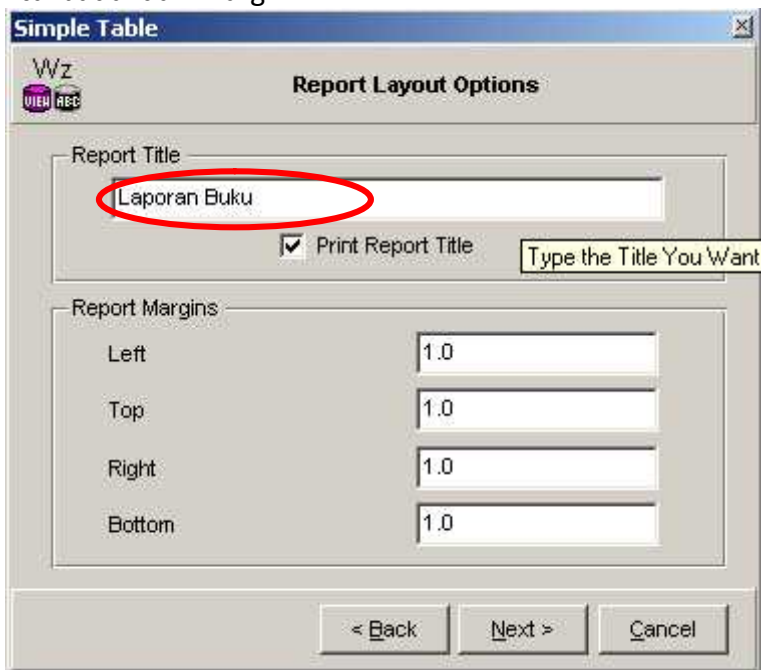 Simple Table
Wz
VIEW ABC
Report Layout Options
Report Title
Laporan Buku
Print Report Title
Type the Title You Want
Report Margins
Left 1.0
Top 1.0
Right 1.0
Bottom 1.0
< Back Next > Cancel